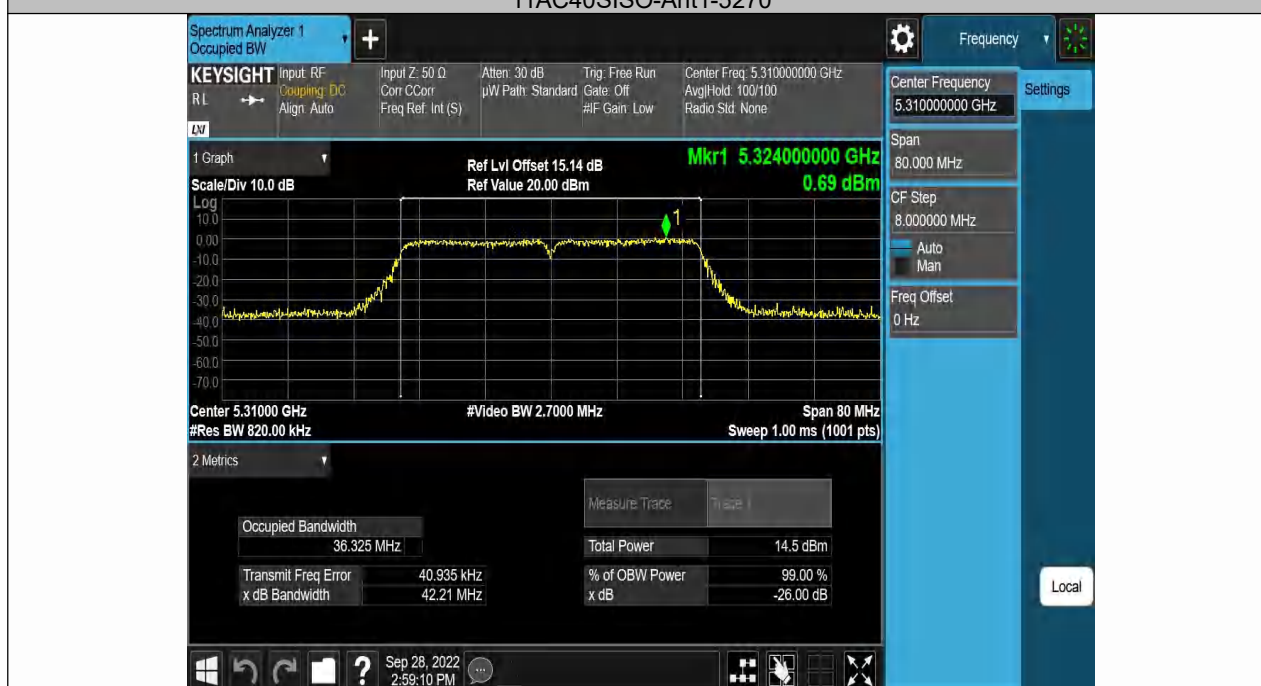 11AC40SISO-Ant1-5270
Spectrum Analyzer 1
Occupied BW
+
Frequency
KEYSIGHT
RL
LXI
Input: RF
Coupling: DC
Align: Auto
Input Z: 50 Ω
Corr CCorr
Freq Ref: Int (S)
Atten: 30 dB
µW Path: Standard
Trig: Free Run
Gate: Off
#IF Gain: Low
Center Freq: 5.310000000 GHz
Avg|Hold: 100/100
Radio Std: None
Center Frequency
5.310000000 GHz
Settings
Span
80.000 MHz
CF Step
8.000000 MHz
Auto
Man
Freq Offset
0 Hz
1 Graph
Scale/Div 10.0 dB
Ref Lvl Offset 15.14 dB
Ref Value 20.00 dBm
Mkr1 5.324000000 GHz
0.69 dBm
Log
10.0
0.00
-10.0
-20.0
-30.0
-40.0
-50.0
-60.0
-70.0
1
Center 5.31000 GHz
#Video BW 2.7000 MHz
Span 80 MHz
#Res BW 820.00 kHz
Sweep 1.00 ms (1001 pts)
2 Metrics
Measure Trace
Trace 1
Occupied Bandwidth
36.325 MHz
Total Power
14.5 dBm
Transmit Freq Error
40.935 kHz
% of OBW Power
99.00 %
x dB Bandwidth
42.21 MHz
x dB
-26.00 dB
Local
?
Sep 28, 2022
2:59:10 PM